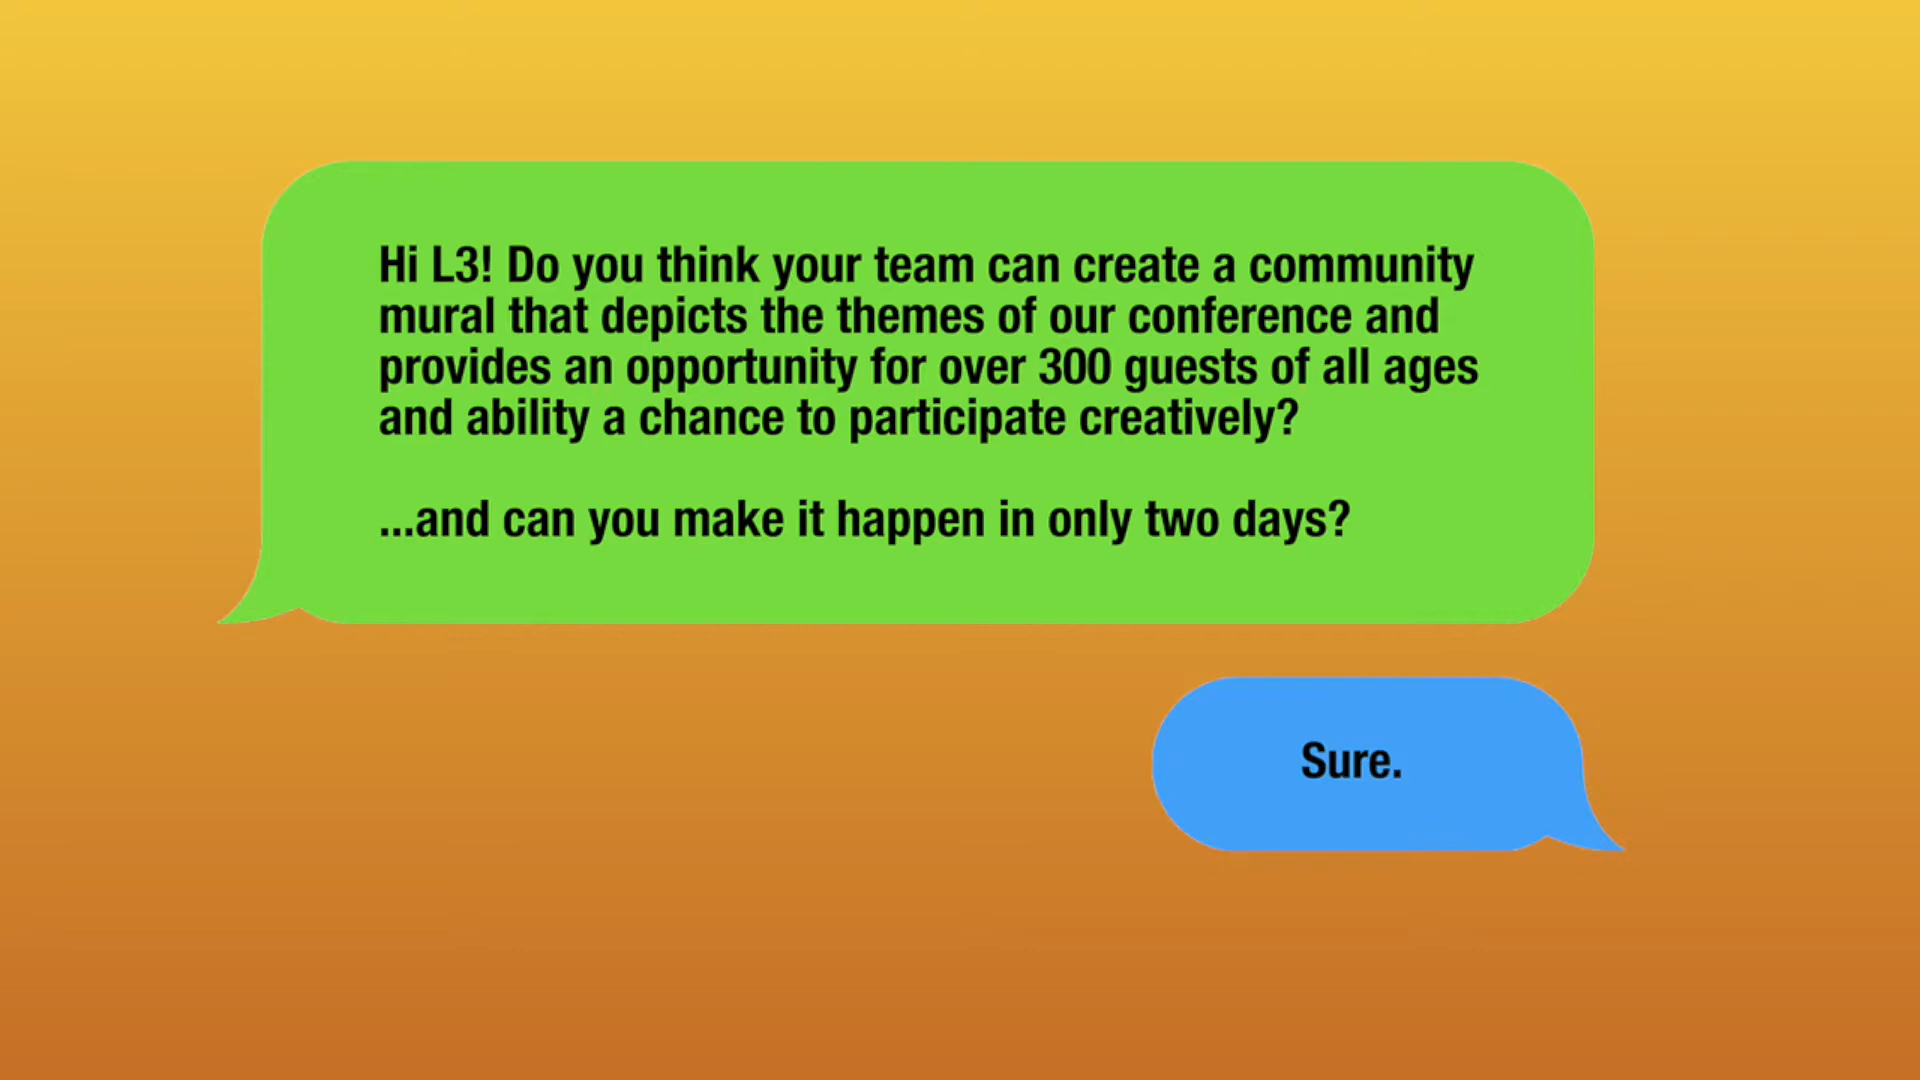 Hi L3! Do you think your team can create a community
mural that depicts the themes of our conference and
provides an opportunity for over 300 guests of all ages
and ability a chance to participate creatively?
...and can you make it happen in only two days?
Sure.